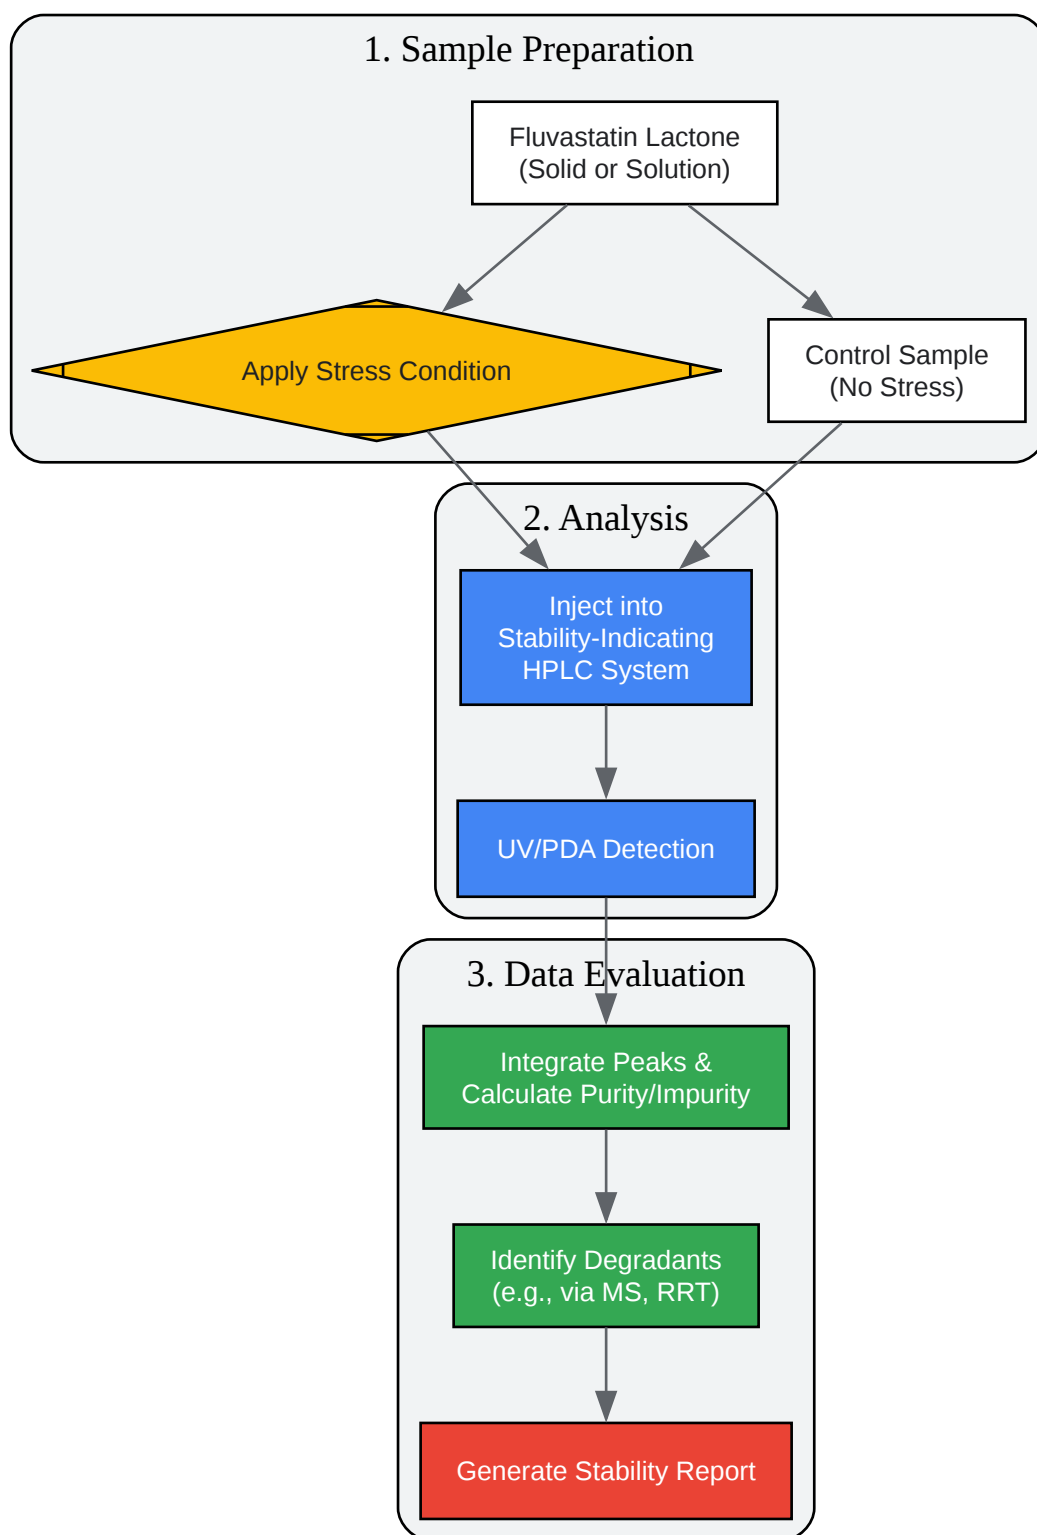 1. Sample Preparation
Fluvastatin Lactone
(Solid or Solution)
Apply Stress Condition
Control Sample
(No Stress)
2. Analysis
Inject into
Stability-Indicating
HPLC System
UV/PDA Detection
3. Data Evaluation
Integrate Peaks &
Calculate Purity/Impurity
Identify Degradants
(e.g., via MS, RRT)
Generate Stability Report